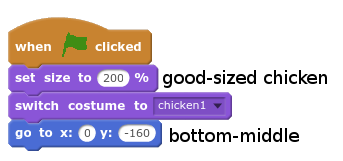 when clicked
set size to 200 % good-sized chicken
switch costume to chicken1
go to x: 0 y: -160 bottom-middle